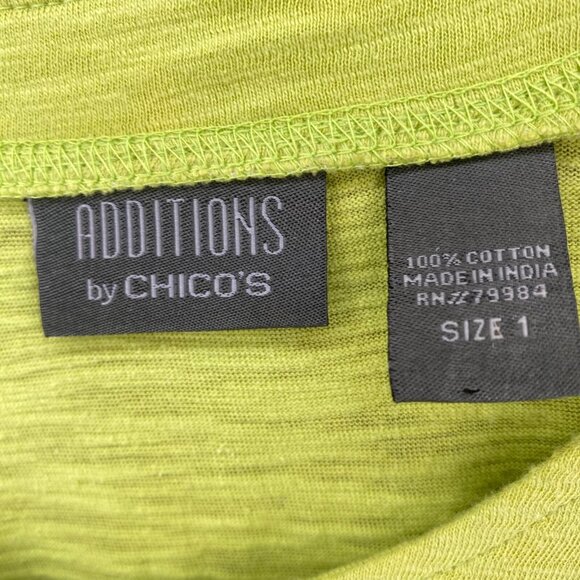 ADDITIONS
by CHICO'S
100% COTTON
MADE IN INDIA
RN#79984
SIZE 1